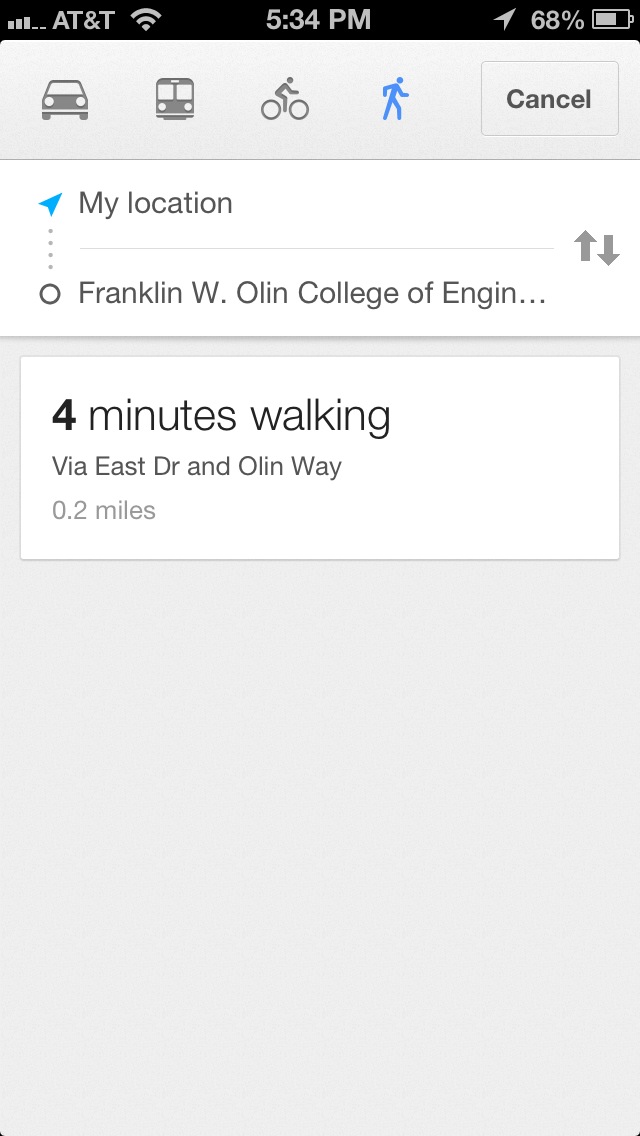 AT&T 5:34 PM 68%
Cancel
My location
Franklin W. Olin College of Engin…
4 minutes walking
Via East Dr and Olin Way
0.2 miles